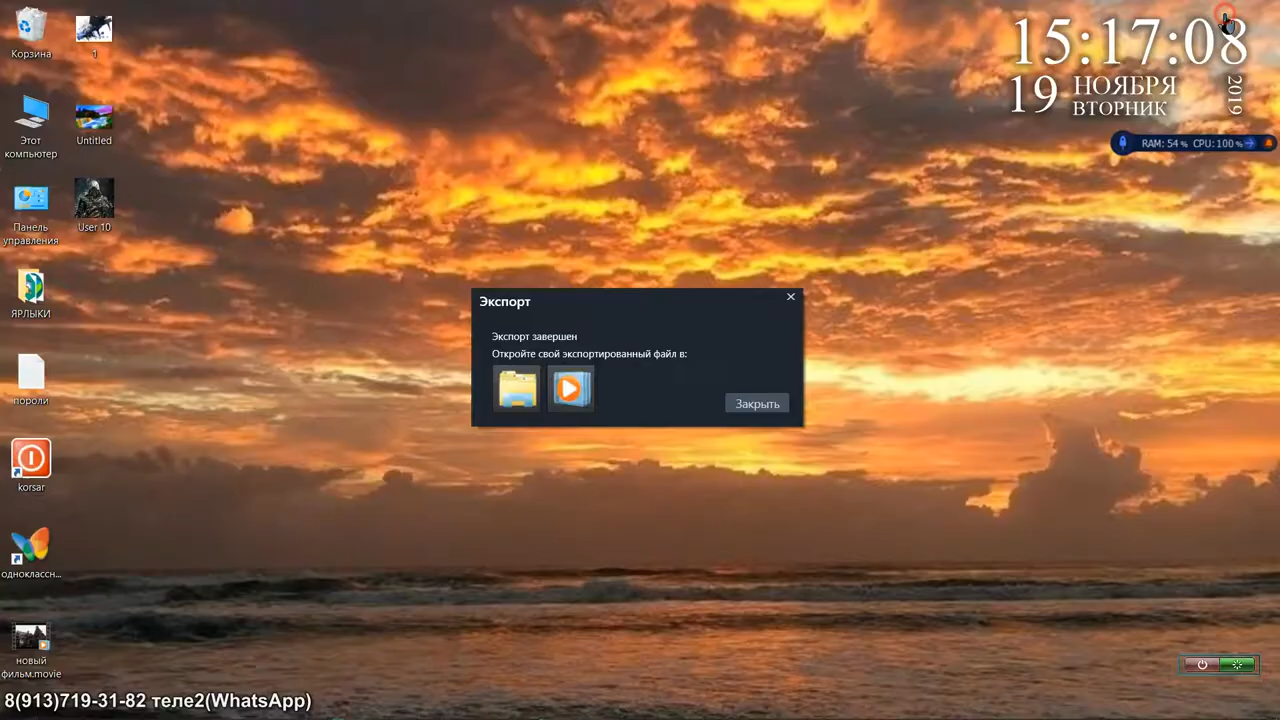 Корзина
1
Этот
компьютер
Untitled
Панель
управления
User 10
ЯРЛЫКИ
пороли
korsar
одноклассн...
новый
фильм.movie
8(913)719-31-82 теле2(WhatsApp)
15:17:08
19 НОЯБРЯ
ВТОРНИК
2019
RAM: 54 % CPU: 100 %
Экспорт
Экспорт завершен
Откройте свой экспортированный файл в:
Закрыть